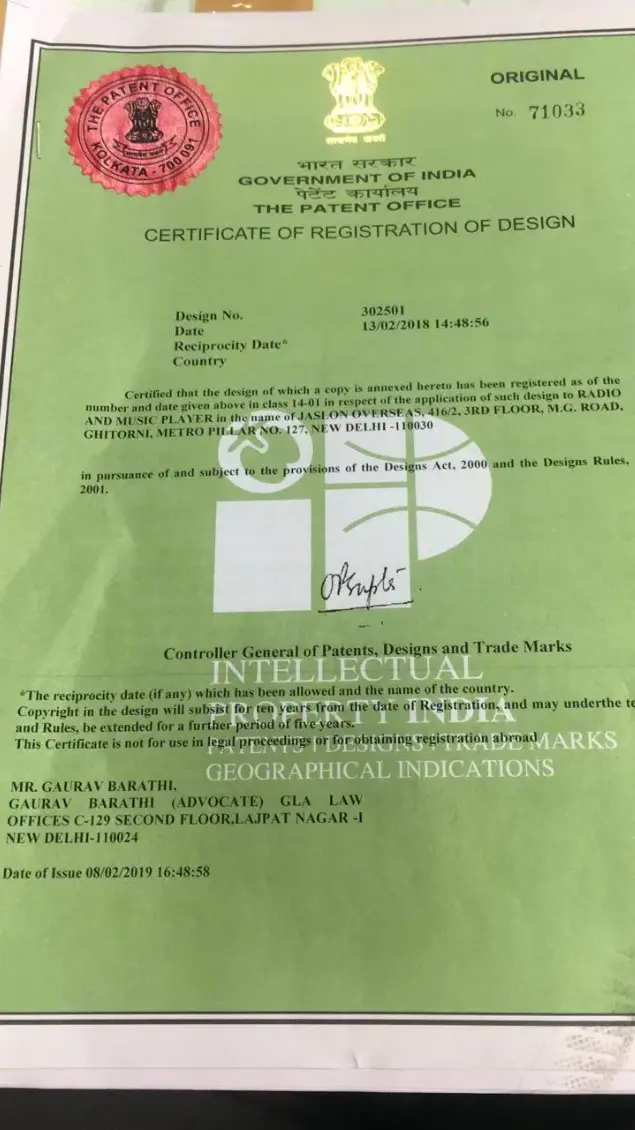 THE PATENT OFFICE
KOLKATA - 700 091
सत्यमेव जयते
ORIGINAL
No. 71033
भारत सरकार
GOVERNMENT OF INDIA
पेटेंट कार्यालय
THE PATENT OFFICE
CERTIFICATE OF REGISTRATION OF DESIGN
Design No. 302501
Date 13/02/2018 14:48:56
Reciprocity Date*
Country
Certified that the design of which a copy is annexed hereto has been registered as of the
number and date given above in class 14-01 in respect of the application of such design to RADIO
AND MUSIC PLAYER in the name of JASLON OVERSEAS, 416/2, 3RD FLOOR, M.G. ROAD,
GHITORNI, METRO PILLAR NO. 127, NEW DELHI -110030
in pursuance of and subject to the provisions of the Designs Act, 2000 and the Designs Rules,
2001.
Controller General of Patents, Designs and Trade Marks
INTELLECTUAL
*The reciprocity date (if any) which has been allowed and the name of the country.
Copyright in the design will subsist for ten years from the date of Registration, and may underthe te
PROPERTY INDIA
and Rules, be extended for a further period of five years.
This Certificate is not for use in legal proceedings or for obtaining registration abroad
PATENTS | DESIGNS | TRADE MARKS
GEOGRAPHICAL INDICATIONS
MR. GAURAV BARATHI,
GAURAV BARATHI (ADVOCATE) GLA LAW
OFFICES C-129 SECOND FLOOR,LAJPAT NAGAR -I
NEW DELHI-110024
Date of Issue 08/02/2019 16:48:58